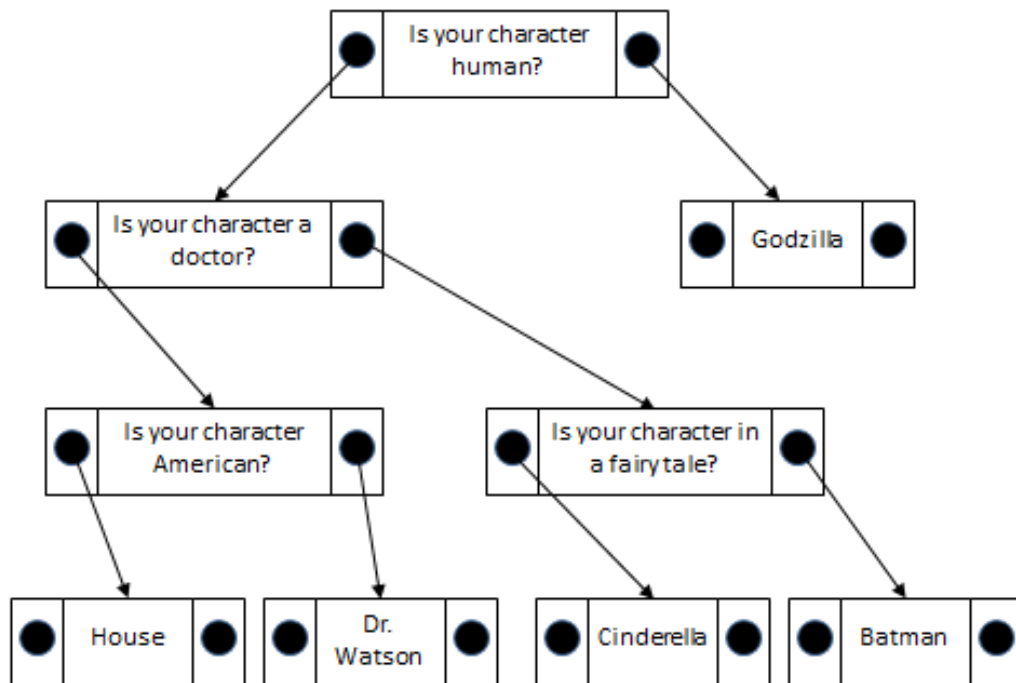 Is your character
human?
Is your character a
doctor?
Godzilla
Is your character
American?
Is your character in
a fairy tale?
House
Dr.
Watson
Cinderella
Batman